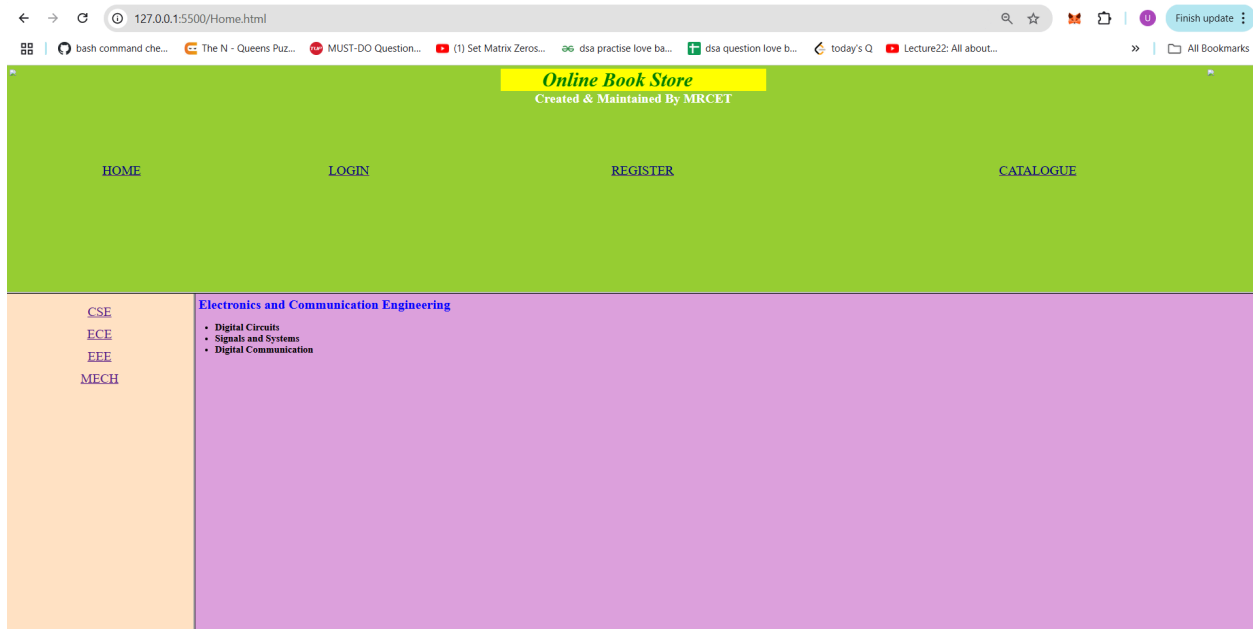 127.0.0.1:5500/Home.html
U
Finish update
bash command che...
The N - Queens Puz...
MUST-DO Question...
(1) Set Matrix Zeros...
dsa practise love ba...
dsa question love b...
today's Q
Lecture22: All about...
»
All Bookmarks
Online Book Store
Created & Maintained By MRCET
HOME LOGIN REGISTER CATALOGUE
CSE
ECE
EEE
MECH
Electronics and Communication Engineering
• Digital Circuits
• Signals and Systems
• Digital Communication